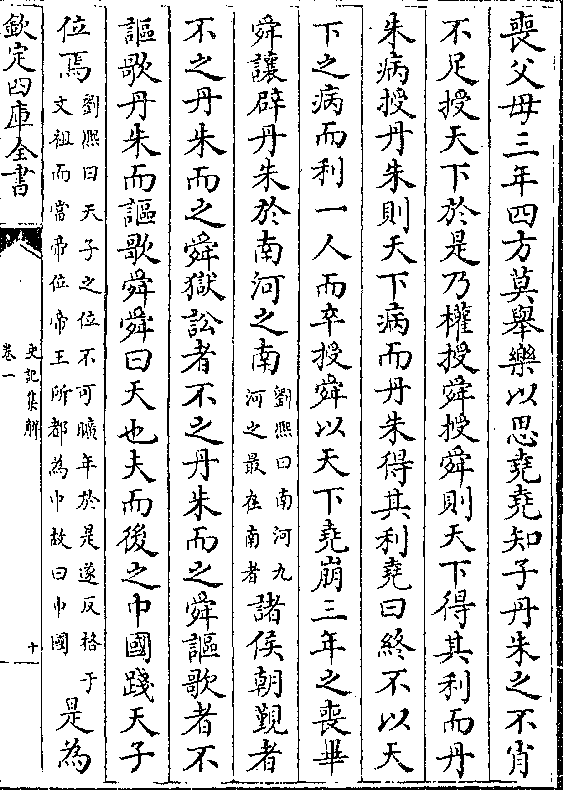 喪父母三年四方莫舉樂以思堯堯知子丹朱之不肖
不足授天下於是乃權授舜授舜則天下得其利而丹
朱病授丹朱則天下病而丹朱得其利堯曰終不以天
下之病而利一人而卒授舜以天下堯崩三年之喪畢
舜讓辟丹朱於南河之南劉熙曰南河九河之最在南者諸侯朝覲者
不之丹朱而之舜獄訟者不之丹朱而之舜謳歌者不
謳歌丹朱而謳歌舜舜曰天也夫而後之中國踐天子
位焉劉熙曰天子之位不可曠年於是遂反格于文祖而當帝位帝王所都為中故曰中國是為
欽定四庫全書
史記集解
卷一
十